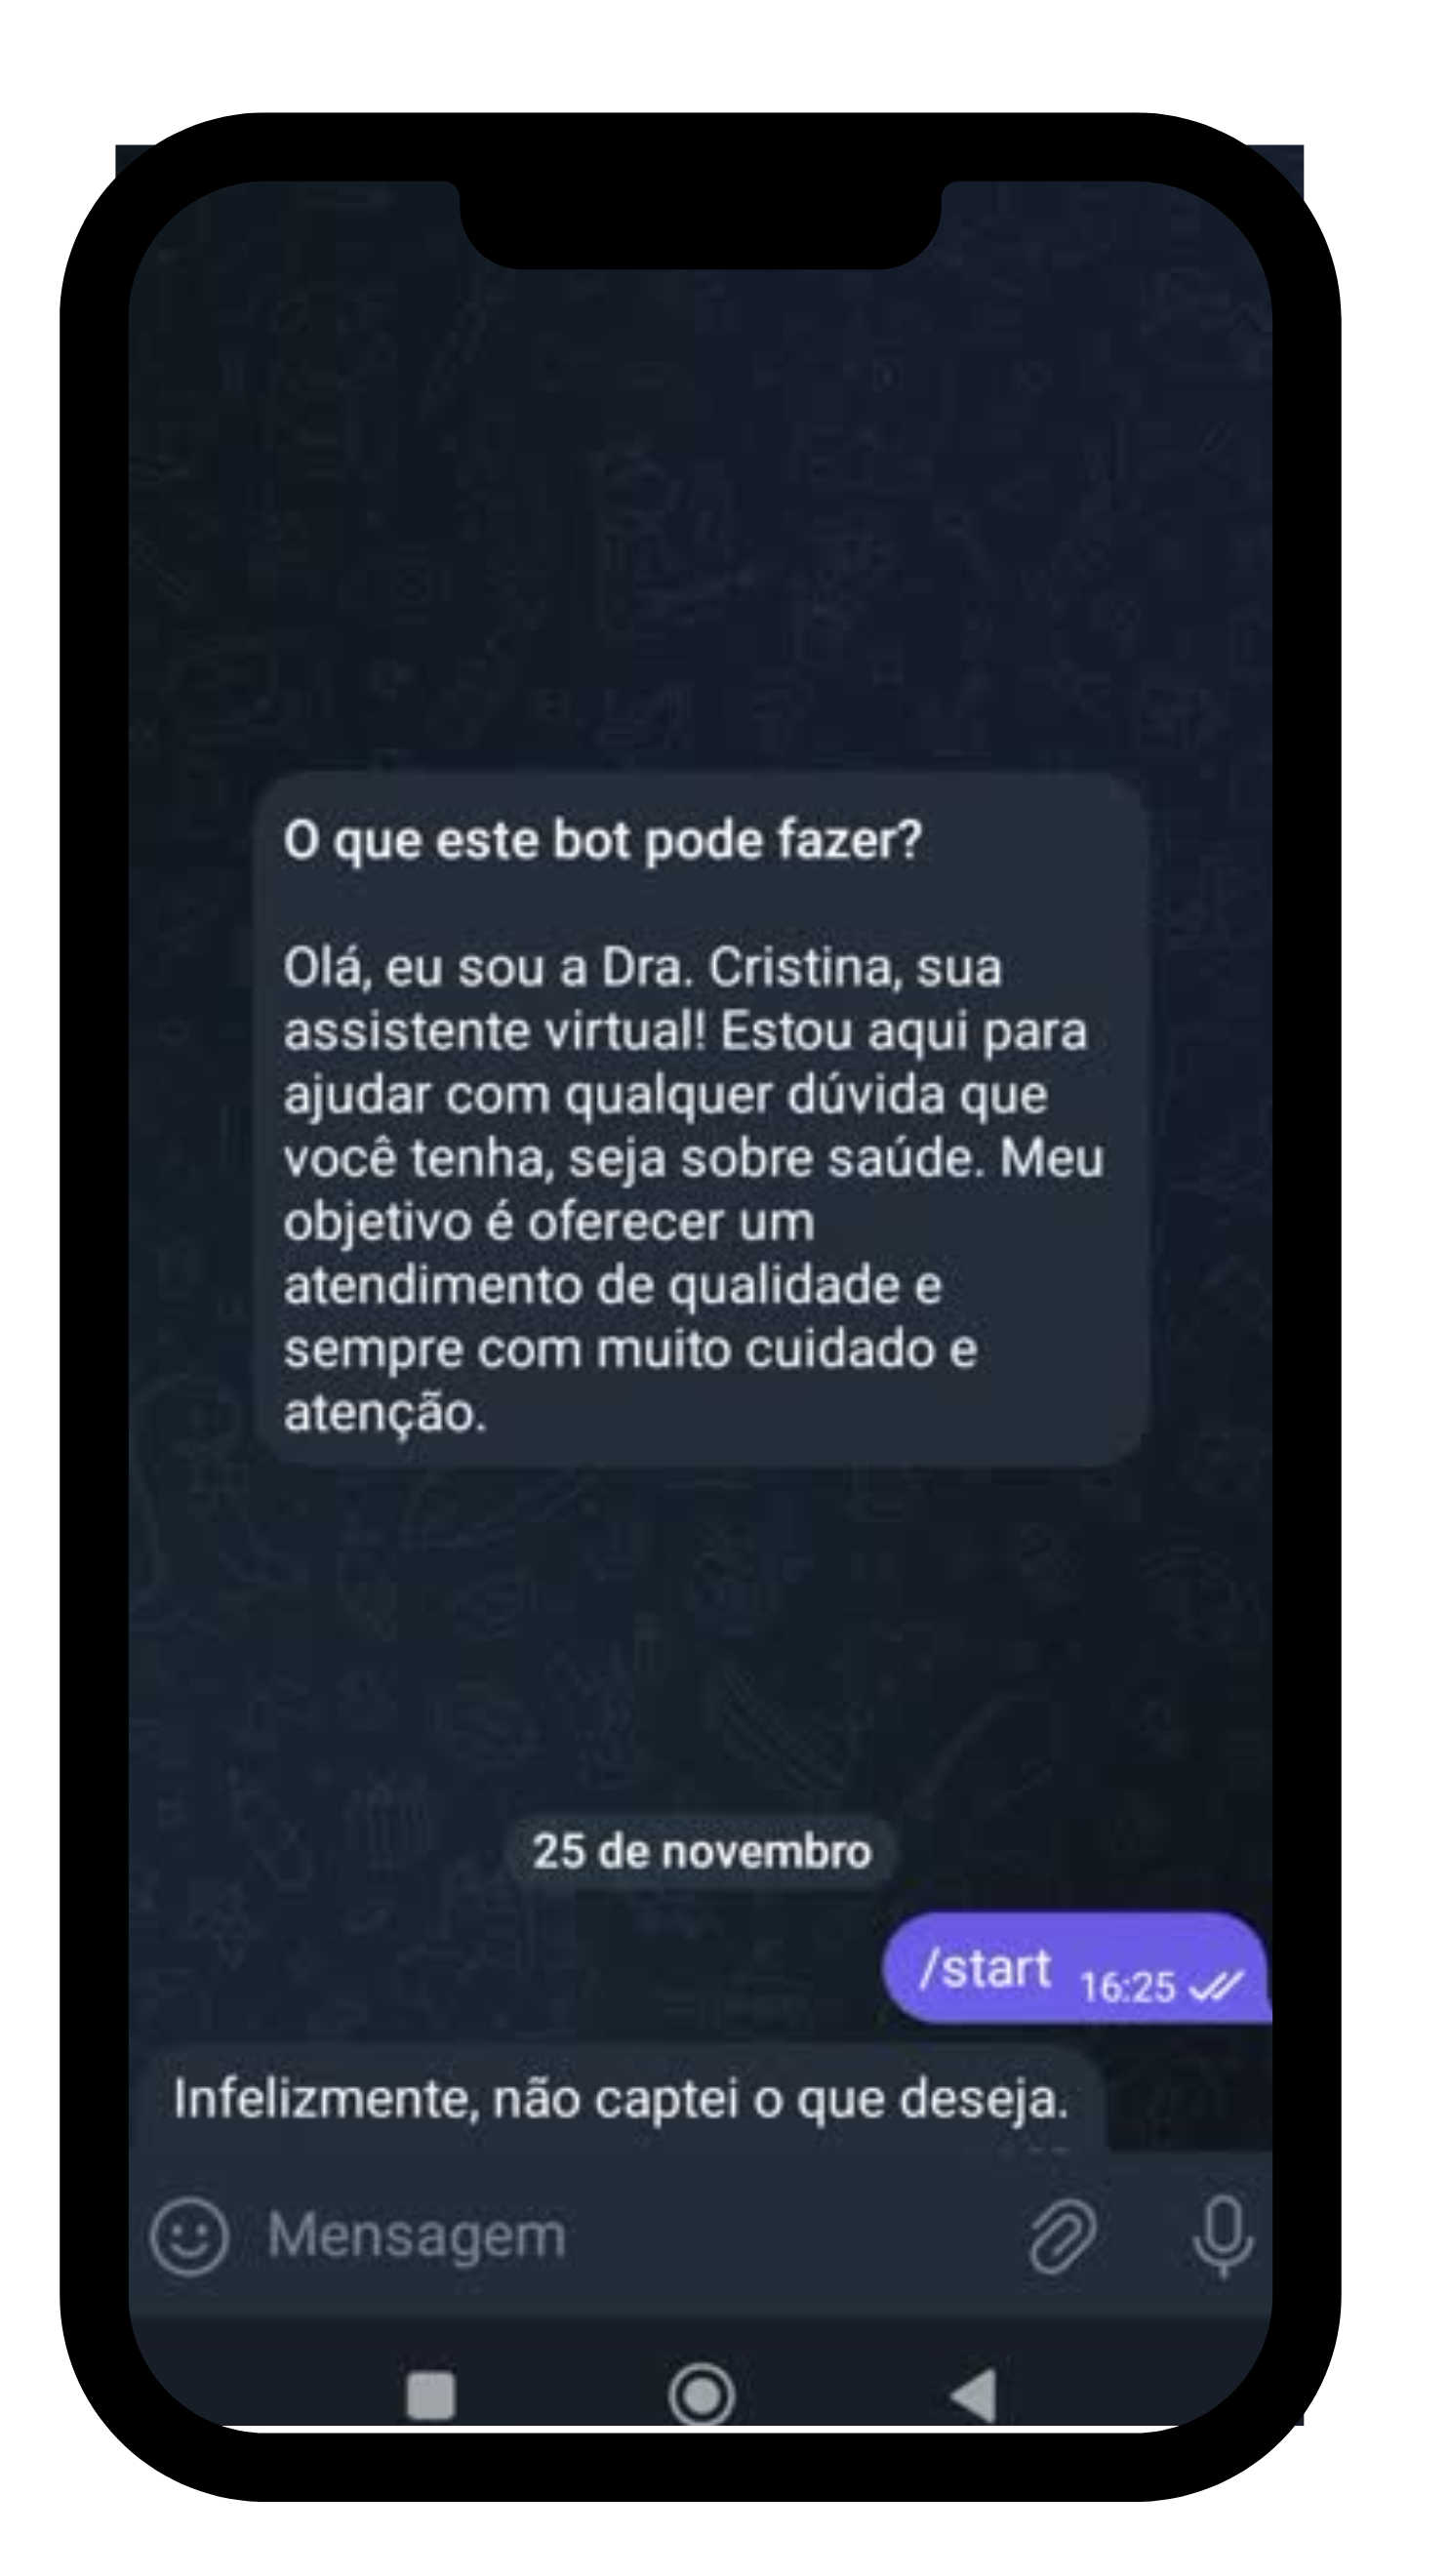 O que este bot pode fazer?
Olá, eu sou a Dra. Cristina, sua
assistente virtual! Estou aqui para
ajudar com qualquer dúvida que
você tenha, seja sobre saúde. Meu
objetivo é oferecer um
atendimento de qualidade e
sempre com muito cuidado e
atenção.
25 de novembro
/start 16:25
Infelizmente, não captei o que deseja.
Mensagem